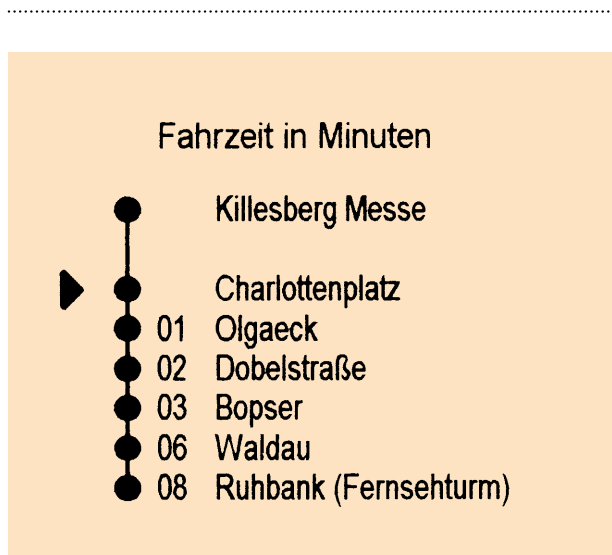 Fahrzeit in Minuten
Killesberg Messe
Charlottenplatz
01 Olgaeck
02 Dobelstraße
03 Bopser
06 Waldau
08 Ruhbank (Fernsehturm)